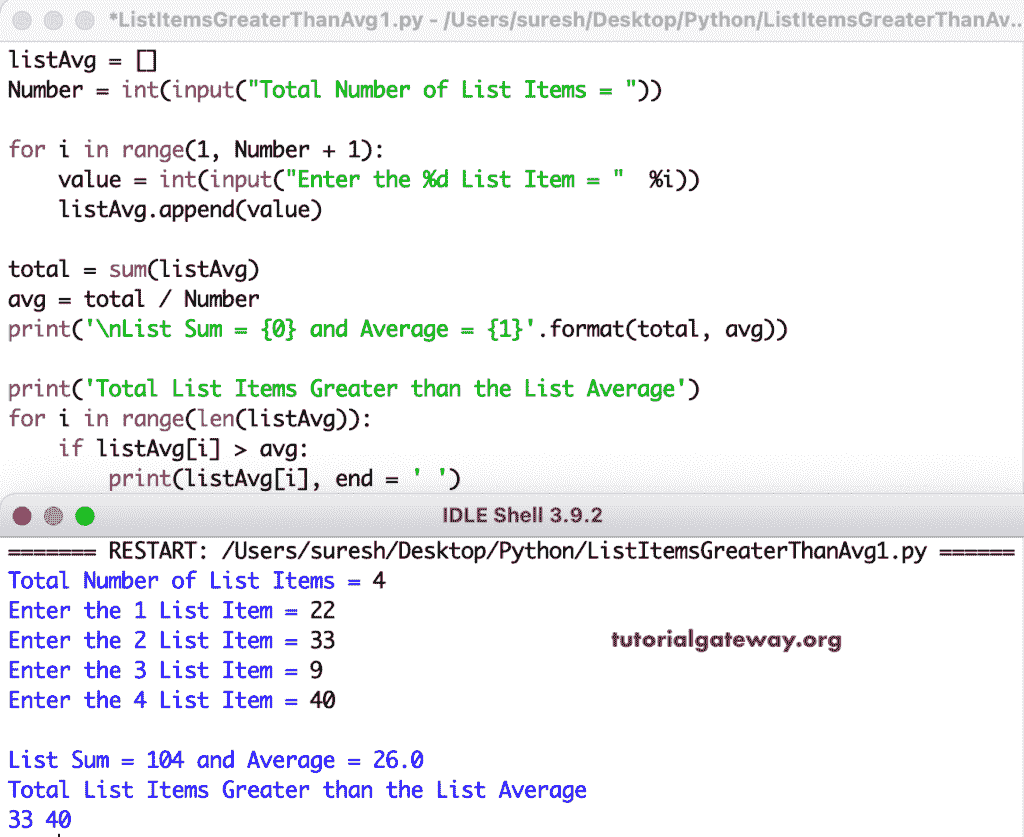 *ListItemsGreaterThanAvg1.py - /Users/suresh/Desktop/Python/ListItemsGreaterThanAv...
listAvg = []
Number = int(input("Total Number of List Items = "))
for i in range(1, Number + 1):
    value = int(input("Enter the %d List Item = "  %i))
    listAvg.append(value)
total = sum(listAvg)
avg = total / Number
print('\nList Sum = {0} and Average = {1}'.format(total, avg))
print('Total List Items Greater than the List Average')
for i in range(len(listAvg)):
    if listAvg[i] > avg:
        print(listAvg[i], end = ' ')
IDLE Shell 3.9.2
======= RESTART: /Users/suresh/Desktop/Python/ListItemsGreaterThanAvg1.py ======
Total Number of List Items = 4
Enter the 1 List Item = 22
Enter the 2 List Item = 33
tutorialgateway.org
Enter the 3 List Item = 9
Enter the 4 List Item = 40
List Sum = 104 and Average = 26.0
Total List Items Greater than the List Average
33 40